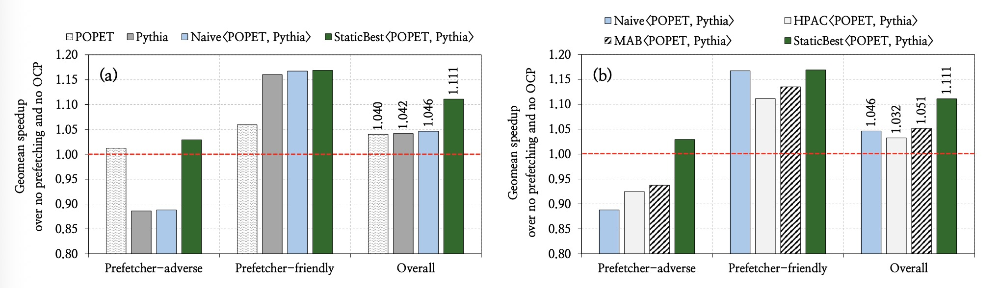 POPET Pythia Naive〈POPET, Pythia〉 StaticBest〈POPET, Pythia〉
Geomean speedup
over no prefetching and no OCP
1.20
1.15
1.10
1.05
1.00
0.95
0.90
0.85
0.80
(a)
1.040
1.042
1.046
1.111
Prefetcher-adverse
Prefetcher-friendly
Overall
Naive〈POPET, Pythia〉 HPAC〈POPET, Pythia〉
MAB〈POPET, Pythia〉 StaticBest〈POPET, Pythia〉
Geomean speedup
over no prefetching and no OCP
1.20
1.15
1.10
1.05
1.00
0.95
0.90
0.85
0.80
(b)
1.046
1.032
1.051
1.111
Prefetcher-adverse
Prefetcher-friendly
Overall